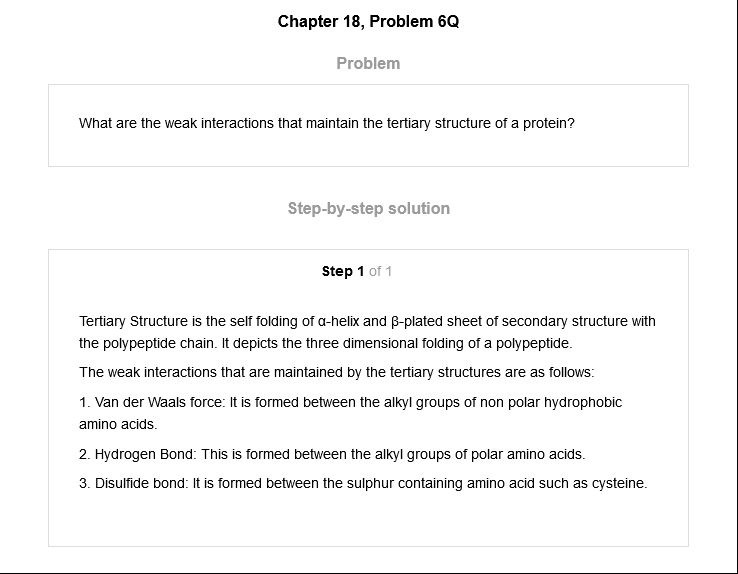 Chapter 18, Problem 6Q
Problem
What are the weak interactions that maintain the tertiary structure of a protein?
Step-by-step solution
Step 1 of 1
Tertiary Structure is the self folding of α-helix and β-plated sheet of secondary structure with
the polypeptide chain. It depicts the three dimensional folding of a polypeptide.
The weak interactions that are maintained by the tertiary structures are as follows:
1. Van der Waals force: It is formed between the alkyl groups of non polar hydrophobic
amino acids.
2. Hydrogen Bond: This is formed between the alkyl groups of polar amino acids.
3. Disulfide bond: It is formed between the sulphur containing amino acid such as cysteine.